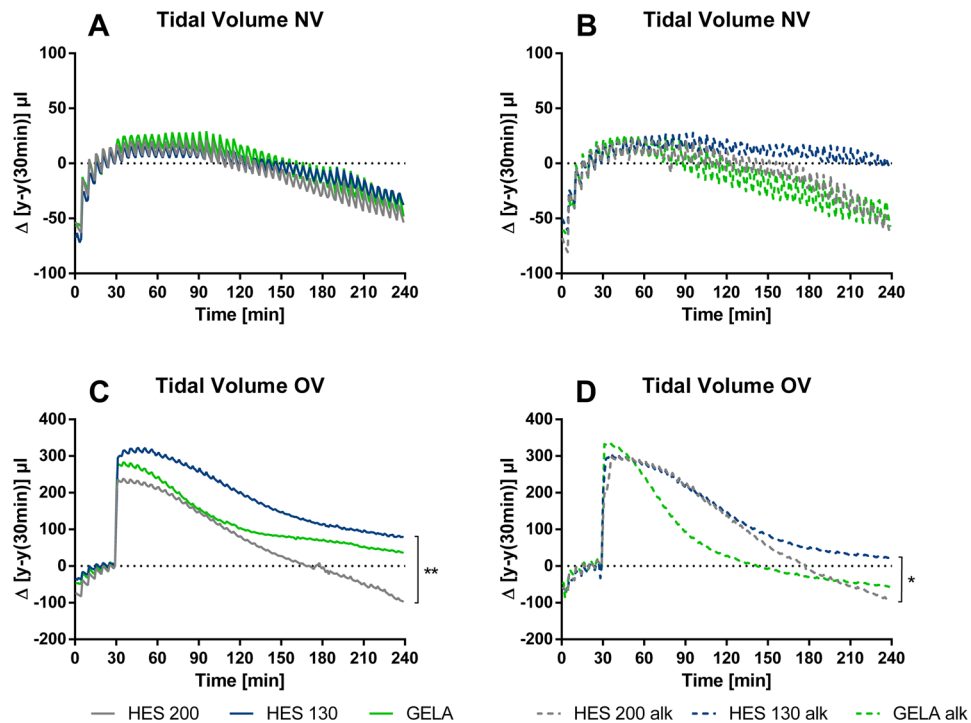 A Tidal Volume NV
Δ [y-y(30min)] µl
100
50
0
-50
-100
0 30 60 90 120 150 180 210 240
Time [min]
B Tidal Volume NV
Δ [y-y(30min)] µl
100
50
0
-50
-100
0 30 60 90 120 150 180 210 240
Time [min]
C Tidal Volume OV
Δ [y-y(30min)] µl
400
300
200
100
0
-100
-200
**
0 30 60 90 120 150 180 210 240
Time [min]
D Tidal Volume OV
Δ [y-y(30min)] µl
400
300
200
100
0
-100
-200
*
0 30 60 90 120 150 180 210 240
Time [min]
HES 200 HES 130 GELA
HES 200 alk HES 130 alk GELA alk